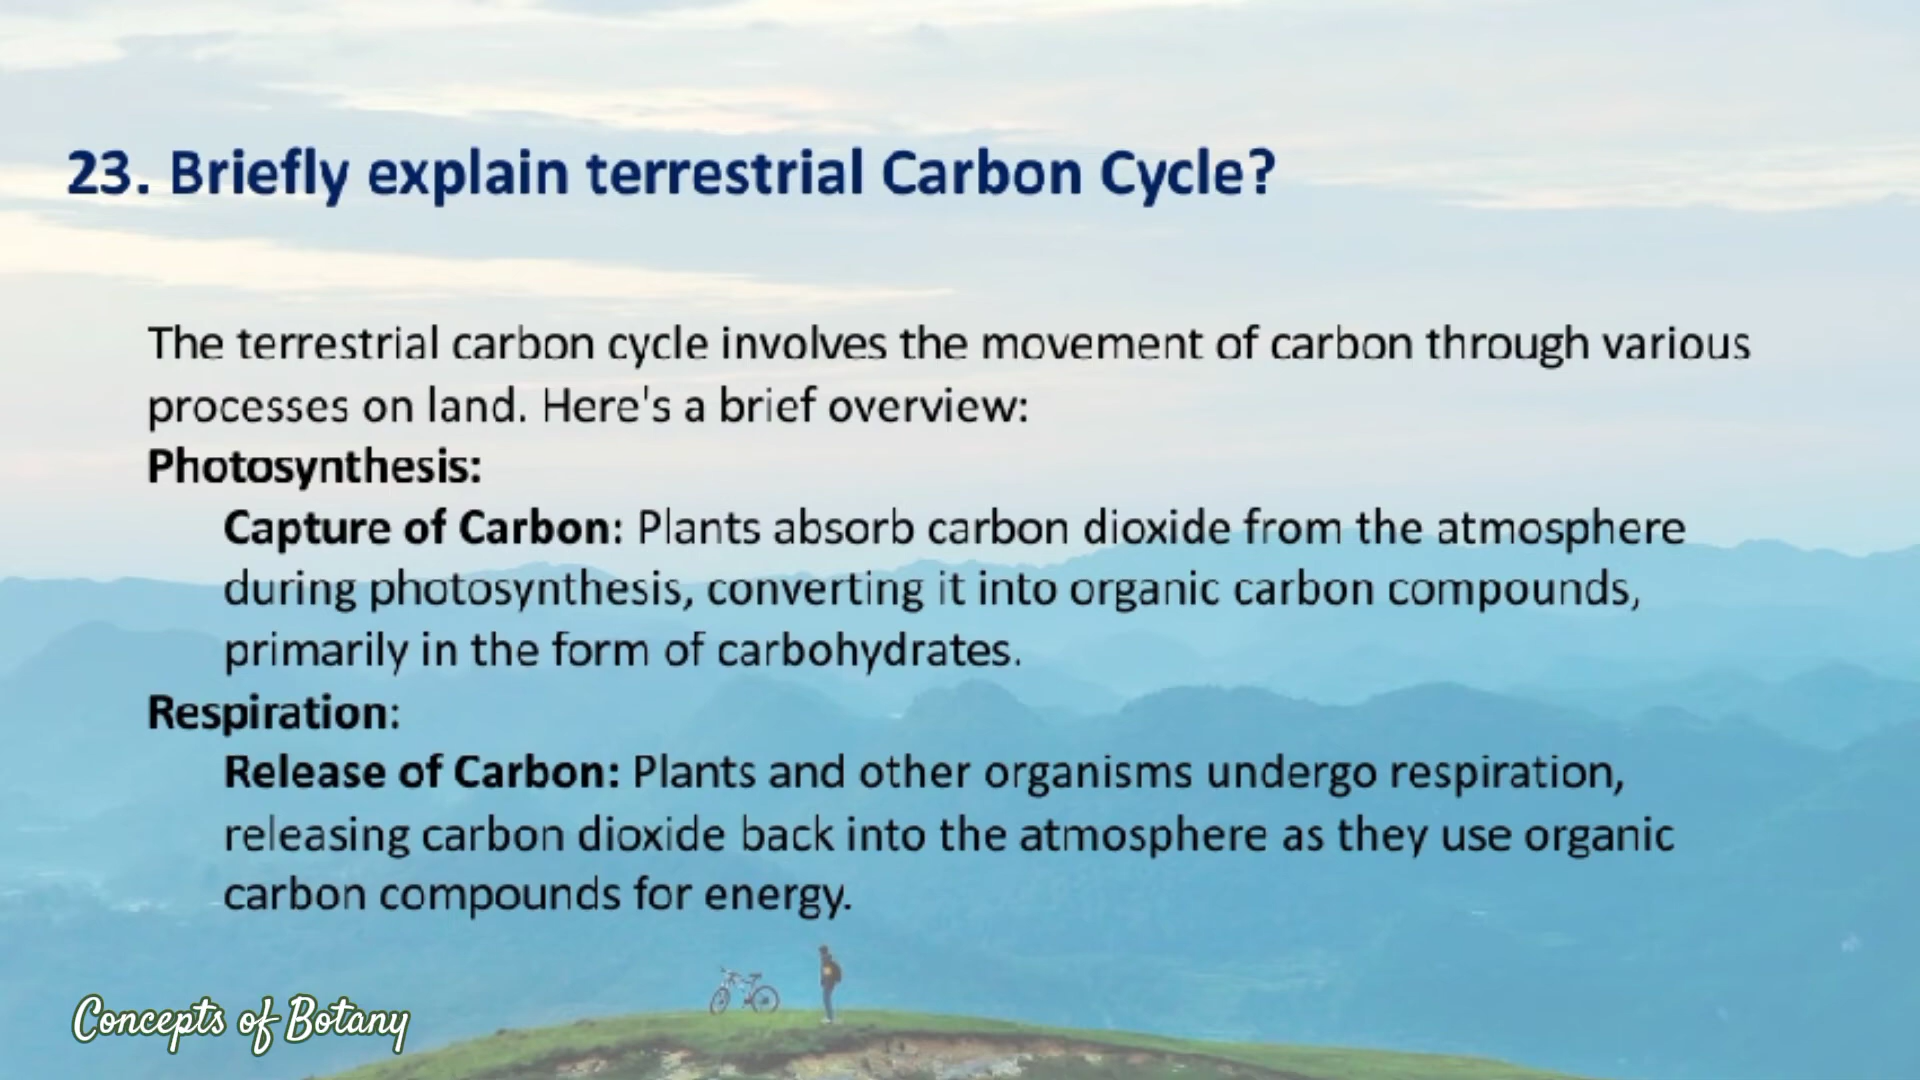 23. Briefly explain terrestrial Carbon Cycle?
The terrestrial carbon cycle involves the movement of carbon through various
processes on land. Here's a brief overview:
Photosynthesis:
Capture of Carbon: Plants absorb carbon dioxide from the atmosphere
during photosynthesis, converting it into organic carbon compounds,
primarily in the form of carbohydrates.
Respiration:
Release of Carbon: Plants and other organisms undergo respiration,
releasing carbon dioxide back into the atmosphere as they use organic
carbon compounds for energy.
Concepts of Botany